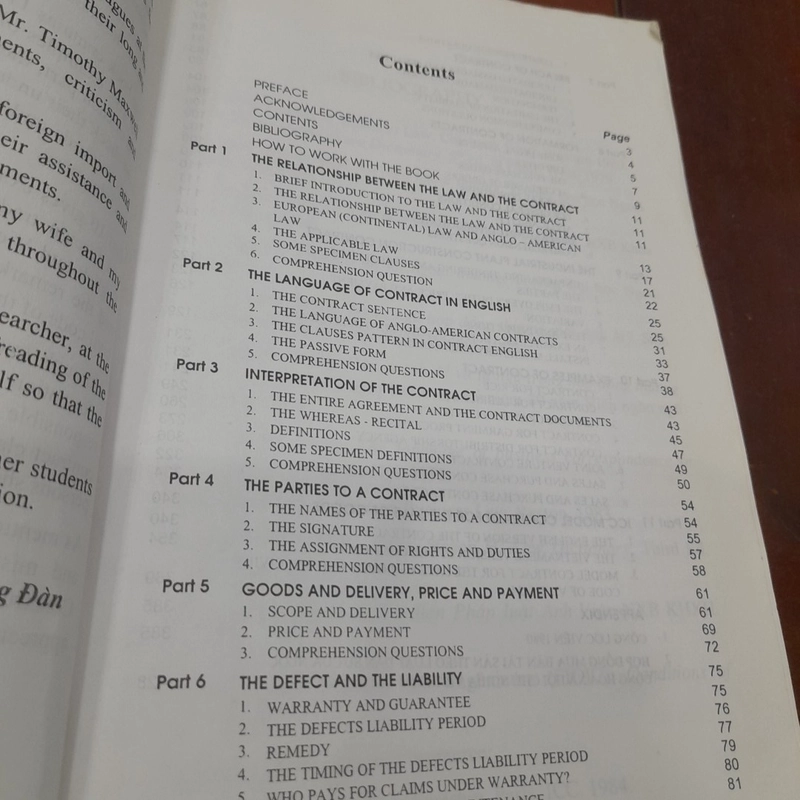 Mr. Timothy
foreign import and
their assistance and
my wife and my
throughout the
at the
reading of the
so that the
students
Đàn
Contents
Page
PREFACE 3
ACKNOWLEDGEMENTS 4
CONTENTS 5
BIBLIOGRAPHY 7
HOW TO WORK WITH THE BOOK 9
Part 1 THE RELATIONSHIP BETWEEN THE LAW AND THE CONTRACT 11
1. BRIEF INTRODUCTION TO THE LAW AND THE CONTRACT 11
2. THE RELATIONSHIP BETWEEN THE LAW AND THE CONTRACT 11
3. EUROPEAN (CONTINENTAL) LAW AND ANGLO – AMERICAN
LAW 13
4. THE APPLICABLE LAW 17
5. SOME SPECIMEN CLAUSES 21
6. COMPREHENSION QUESTION 22
Part 2 THE LANGUAGE OF CONTRACT IN ENGLISH 25
1. THE CONTRACT SENTENCE 25
2. THE LANGUAGE OF ANGLO-AMERICAN CONTRACTS 31
3. THE CLAUSES PATTERN IN CONTRACT ENGLISH 33
4. THE PASSIVE FORM 37
5. COMPREHENSION QUESTIONS 38
Part 3 INTERPRETATION OF THE CONTRACT 43
1. THE ENTIRE AGREEMENT AND THE CONTRACT DOCUMENTS 43
2. THE WHEREAS - RECITAL 45
3. DEFINITIONS 47
4. SOME SPECIMEN DEFINITIONS 49
5. COMPREHENSION QUESTIONS 50
Part 4 THE PARTIES TO A CONTRACT 54
1. THE NAMES OF THE PARTIES TO A CONTRACT 54
2. THE SIGNATURE 55
3. THE ASSIGNMENT OF RIGHTS AND DUTIES 57
4. COMPREHENSION QUESTIONS 58
Part 5 GOODS AND DELIVERY, PRICE AND PAYMENT 61
1. SCOPE AND DELIVERY 61
2. PRICE AND PAYMENT 69
3. COMPREHENSION QUESTIONS 72
Part 6 THE DEFECT AND THE LIABILITY 75
1. WARRANTY AND GUARANTEE 75
2. THE DEFECTS LIABILITY PERIOD 76
3. REMEDY 77
4. THE TIMING OF THE DEFECTS LIABILITY PERIOD 79
5. WHO PAYS FOR CLAIMS UNDER WARRANTY? 80
81